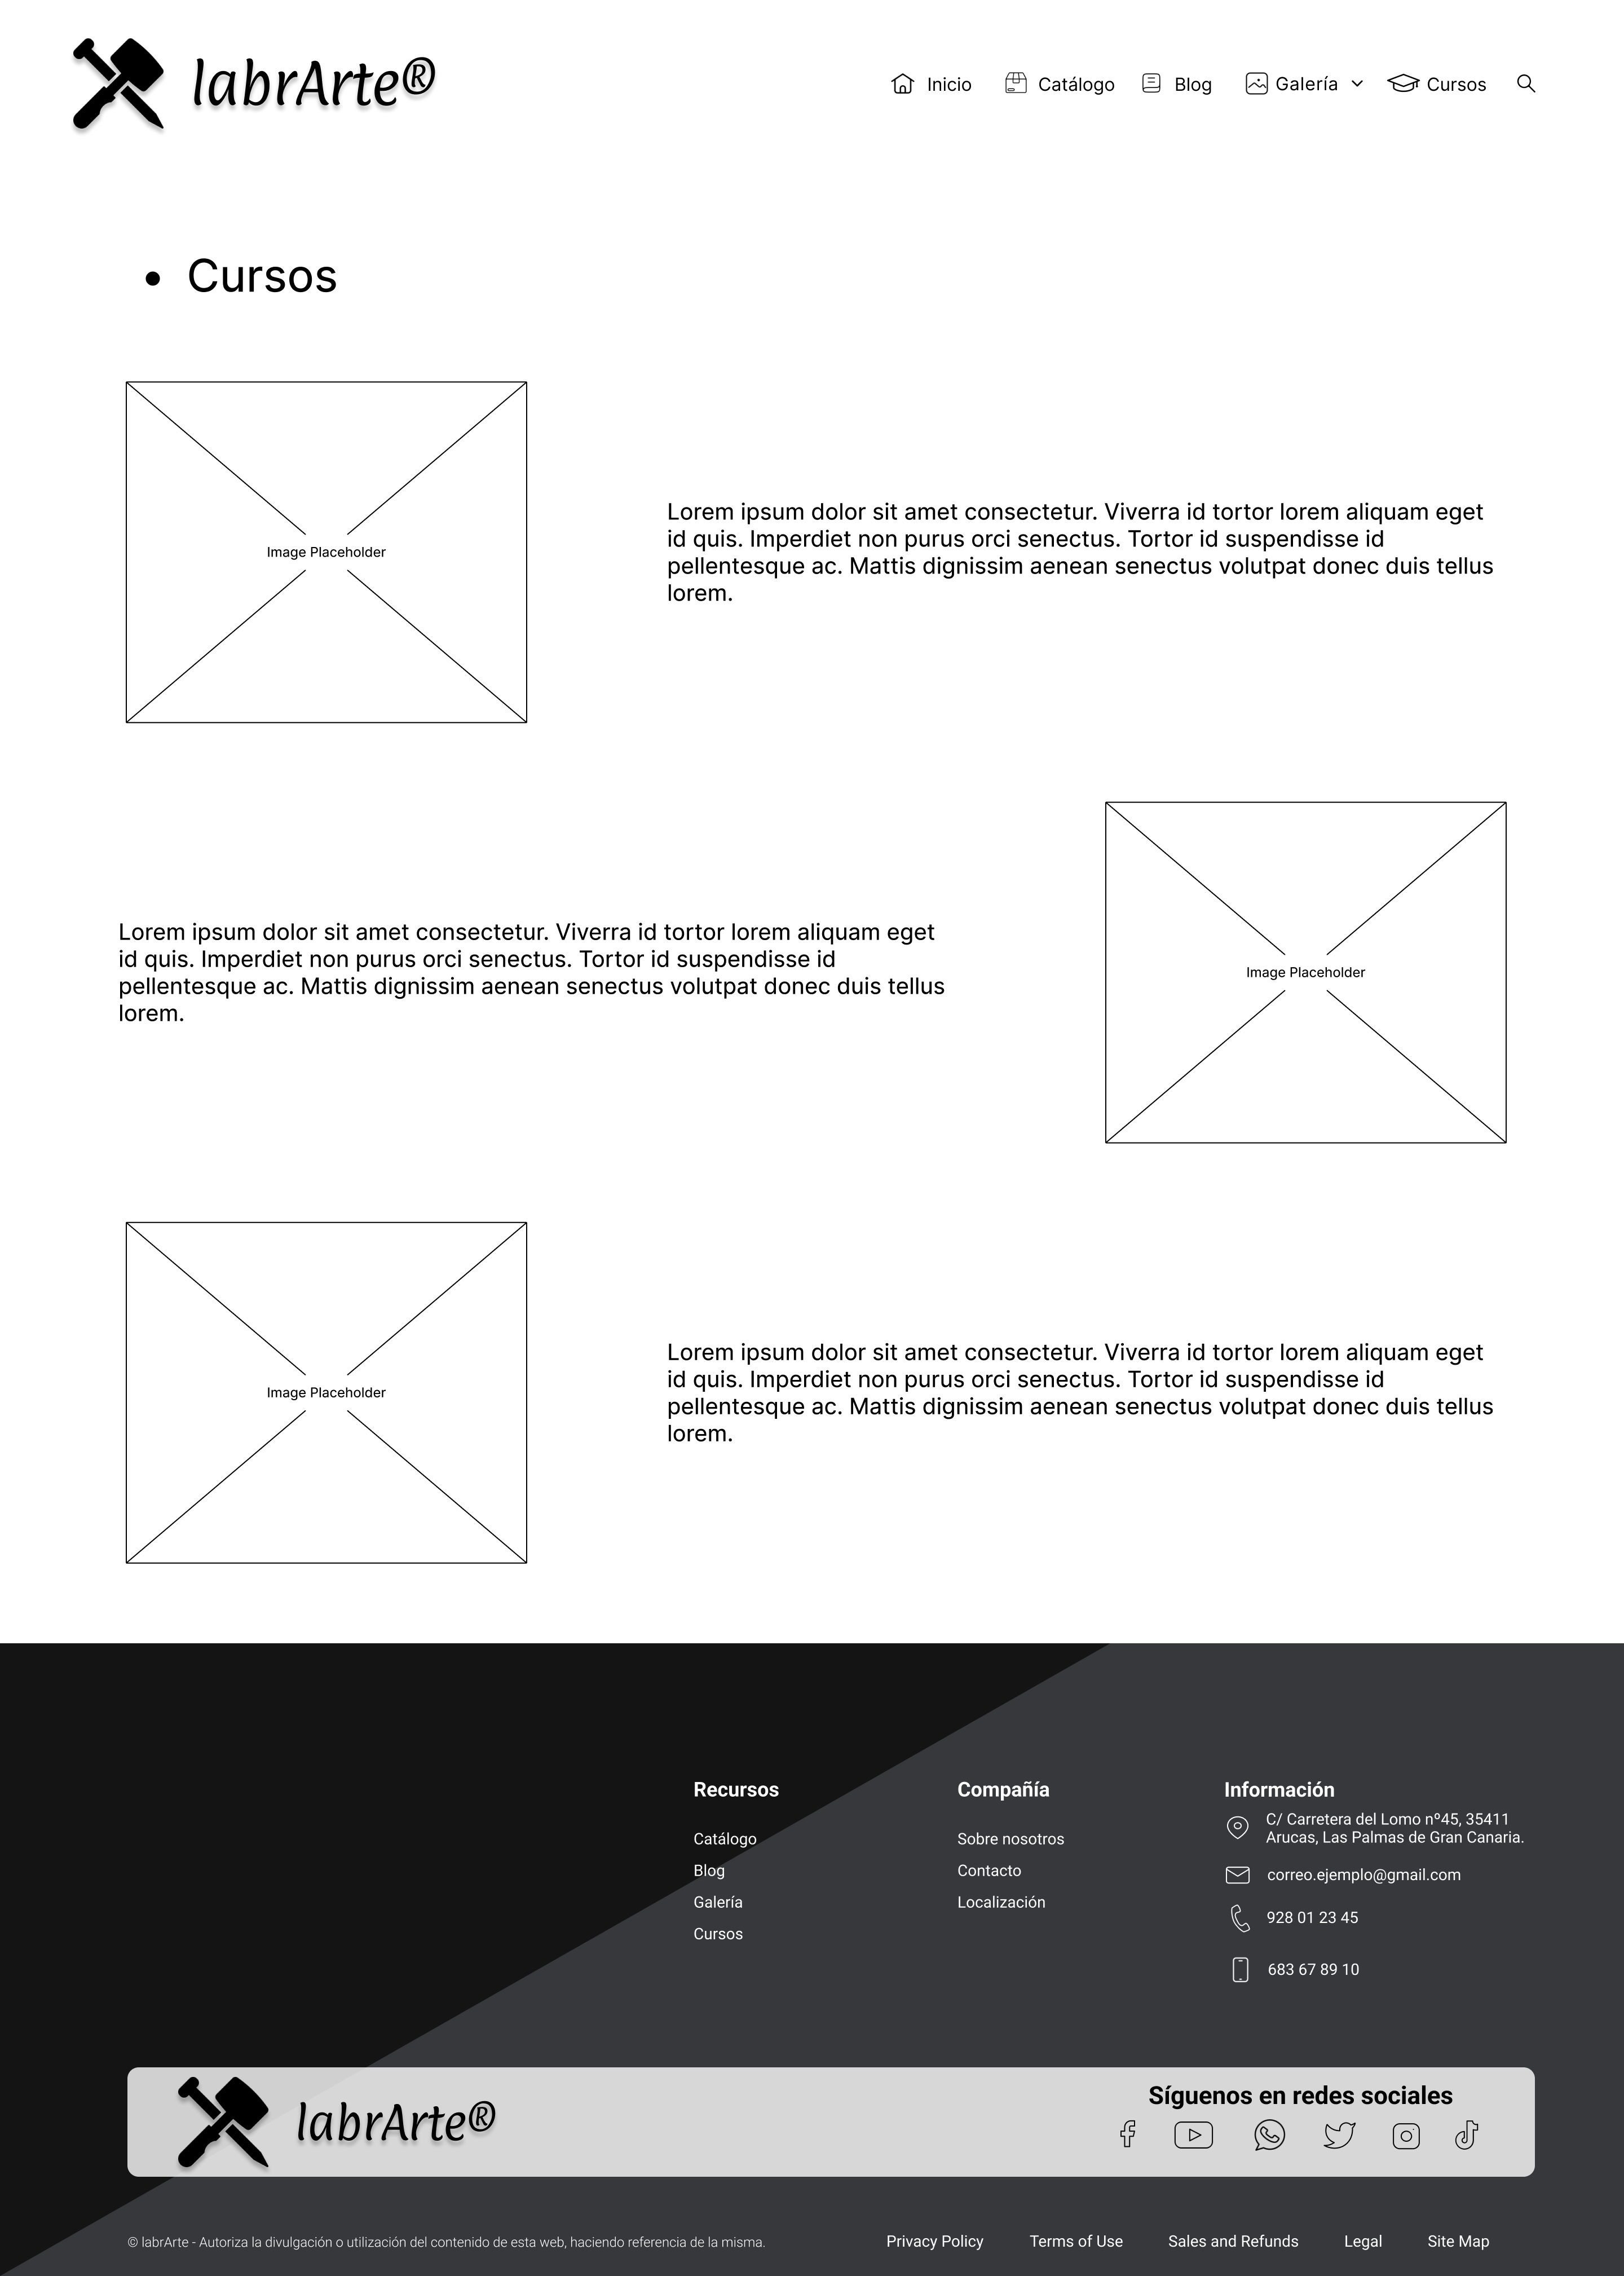 labrArte®
Inicio
Catálogo
Blog
Galería
Cursos
• Cursos
Image Placeholder
Lorem ipsum dolor sit amet consectetur. Viverra id tortor lorem aliquam eget
id quis. Imperdiet non purus orci senectus. Tortor id suspendisse id
pellentesque ac. Mattis dignissim aenean senectus volutpat donec duis tellus
lorem.
Lorem ipsum dolor sit amet consectetur. Viverra id tortor lorem aliquam eget
id quis. Imperdiet non purus orci senectus. Tortor id suspendisse id
pellentesque ac. Mattis dignissim aenean senectus volutpat donec duis tellus
lorem.
Image Placeholder
Image Placeholder
Lorem ipsum dolor sit amet consectetur. Viverra id tortor lorem aliquam eget
id quis. Imperdiet non purus orci senectus. Tortor id suspendisse id
pellentesque ac. Mattis dignissim aenean senectus volutpat donec duis tellus
lorem.
Recursos
Catálogo
Blog
Galería
Cursos
Compañía
Sobre nosotros
Contacto
Localización
Información
C/ Carretera del Lomo nº45, 35411
Arucas, Las Palmas de Gran Canaria.
correo.ejemplo@gmail.com
928 01 23 45
683 67 89 10
labrArte®
Síguenos en redes sociales
© labrArte - Autoriza la divulgación o utilización del contenido de esta web, haciendo referencia de la misma.
Privacy Policy
Terms of Use
Sales and Refunds
Legal
Site Map